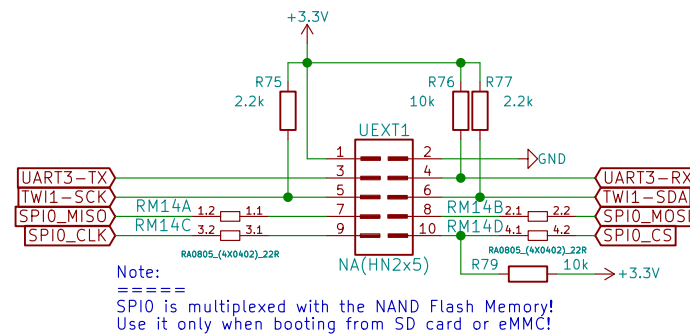 +3.3V
R75
2.2k
R76
10k
R77
2.2k
UEXT1
1
2
GND
UART3-TX
3
4
UART3-RX
TWI1-SCK
5
6
TWI1-SDA
SPI0_MISO
RM14A
1.2
1.1
7
8
RM14B
2.1
2.2
SPI0_MOSI
SPI0_CLK
RM14C
3.2
3.1
9
10
RM14D
4.1
4.2
SPI0_CS
RA0805_(4X0402)_22R
RA0805_(4X0402)_22R
NA(HN2x5)
R79
10k
+3.3V
Note:
=====
SPI0 is multiplexed with the NAND Flash Memory!
Use it only when booting from SD card or eMMC!